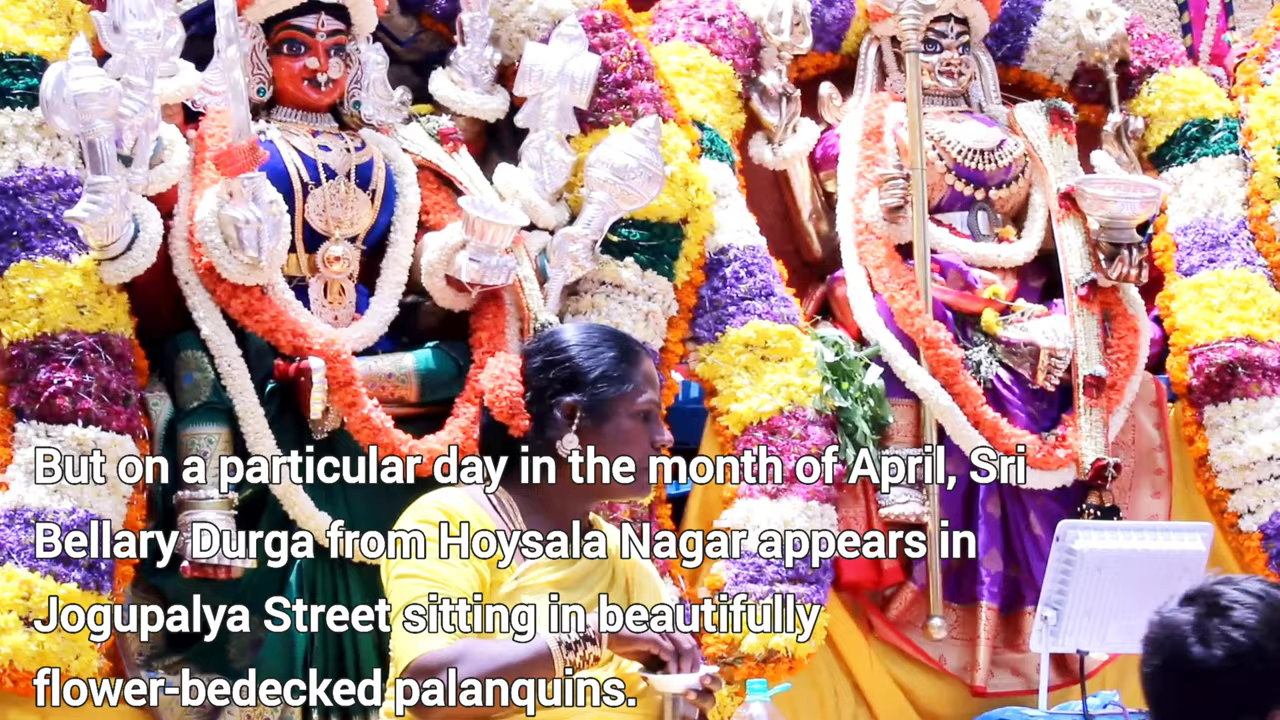 But on a particular day in the month of April, Sri
Bellary Durga from Hoysala Nagar appears in
Jogupalya Street sitting in beautifully
flower-bedecked palanquins.